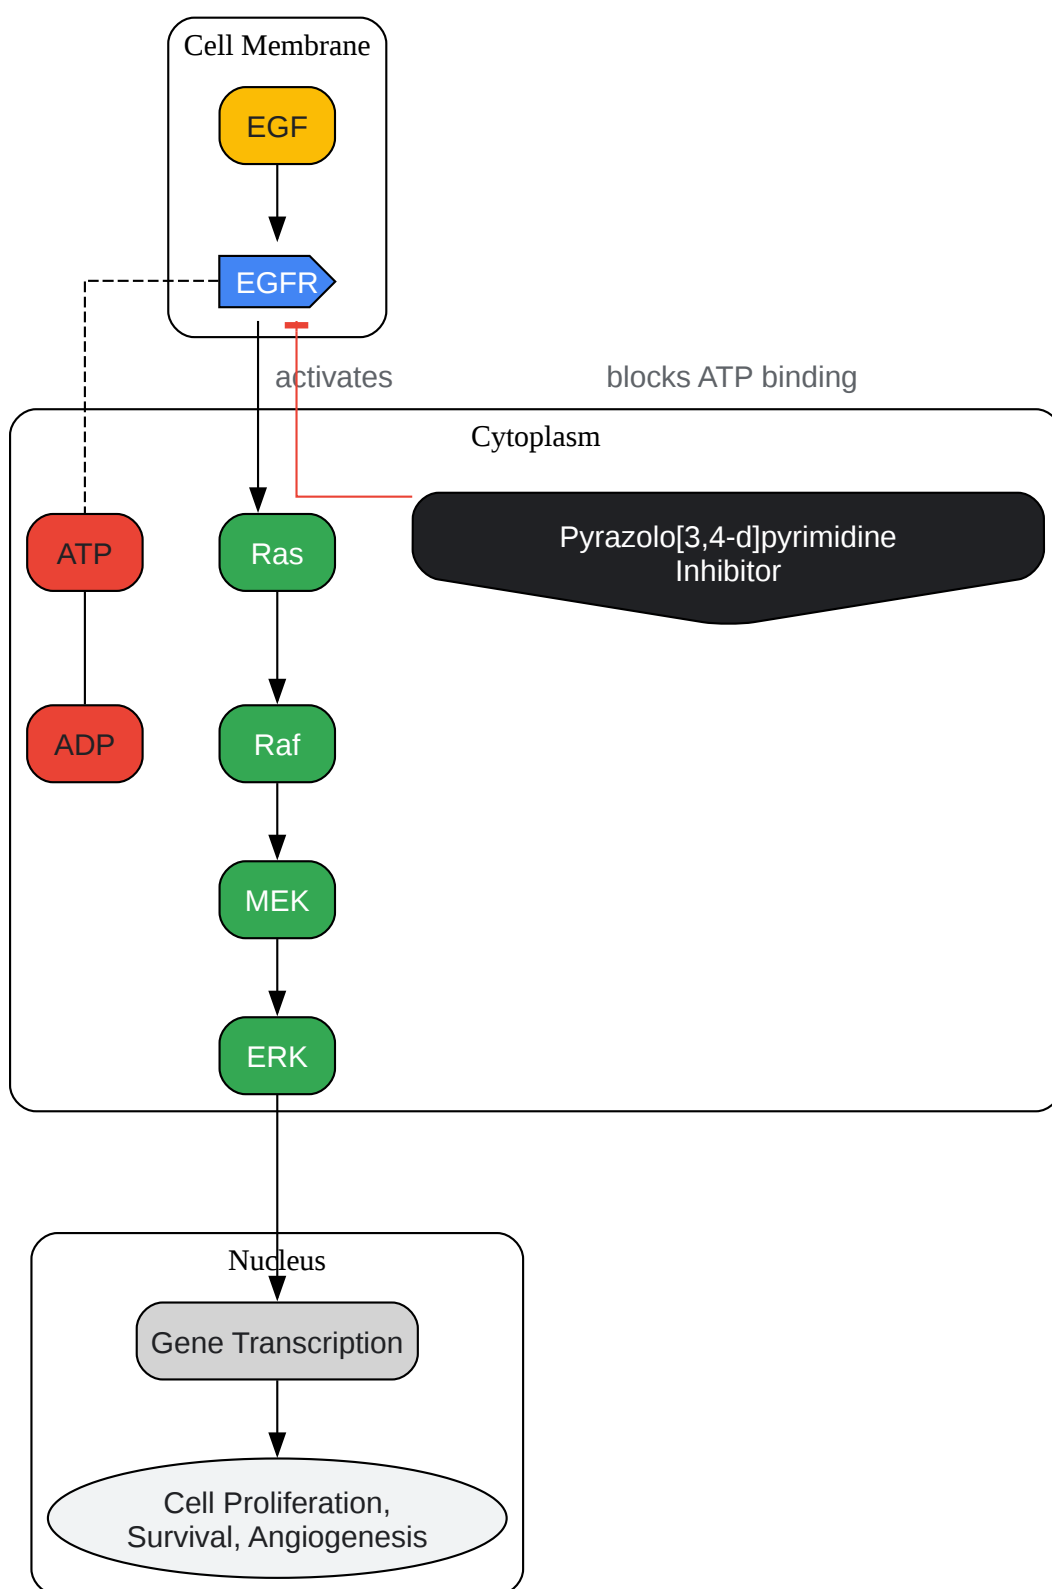 Cell Membrane
EGF
EGFR
activates
blocks ATP binding
Cytoplasm
ATP
Ras
Pyrazolo[3,4-d]pyrimidine
Inhibitor
ADP
Raf
MEK
ERK
Nucleus
Gene Transcription
Cell Proliferation,
Survival, Angiogenesis